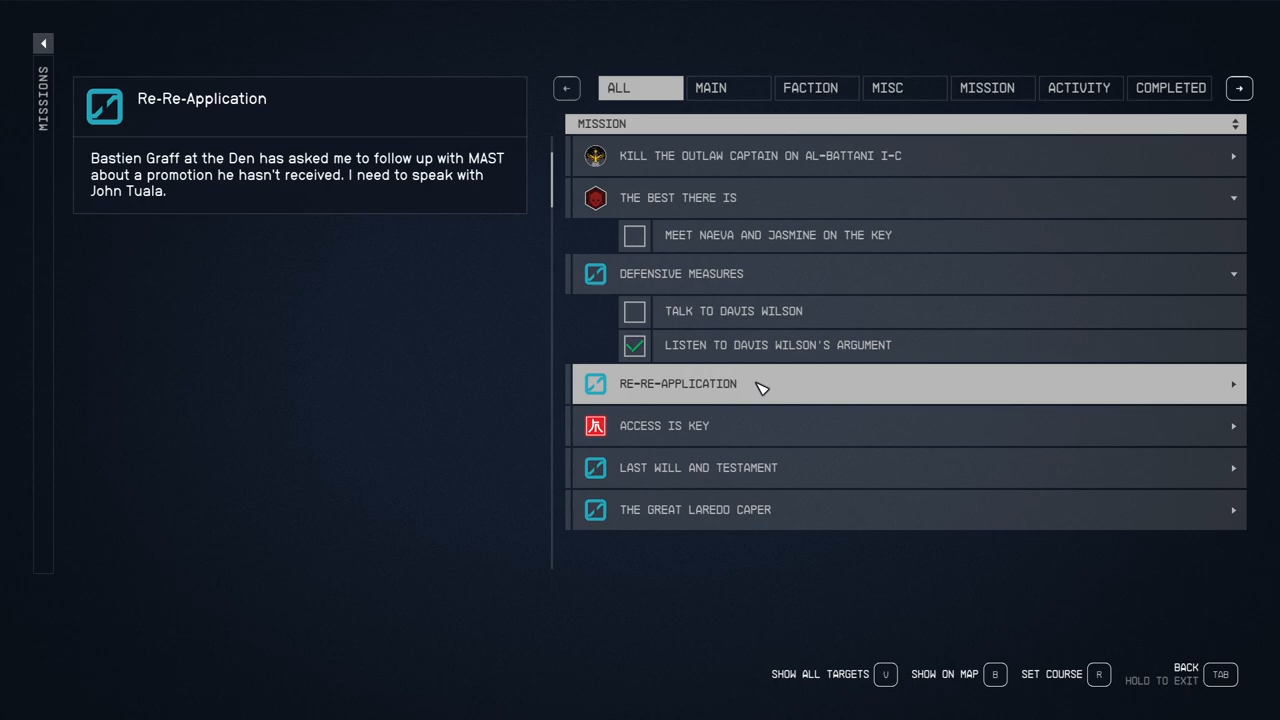 MISSIONS
Re-Re-Application
Bastien Graff at the Den has asked me to follow up with MAST
about a promotion he hasn't received. I need to speak with
John Tuala.
ALL MAIN FACTION MISC MISSION ACTIVITY COMPLETED
MISSION
KILL THE OUTLAW CAPTAIN ON AL-BATTANI I-C
THE BEST THERE IS
MEET NAEVA AND JASMINE ON THE KEY
DEFENSIVE MEASURES
TALK TO DAVIS WILSON
LISTEN TO DAVIS WILSON'S ARGUMENT
RE-RE-APPLICATION
ACCESS IS KEY
LAST WILL AND TESTAMENT
THE GREAT LAREDO CAPER
SHOW ALL TARGETS V SHOW ON MAP B SET COURSE R BACK TAB
HOLD TO EXIT